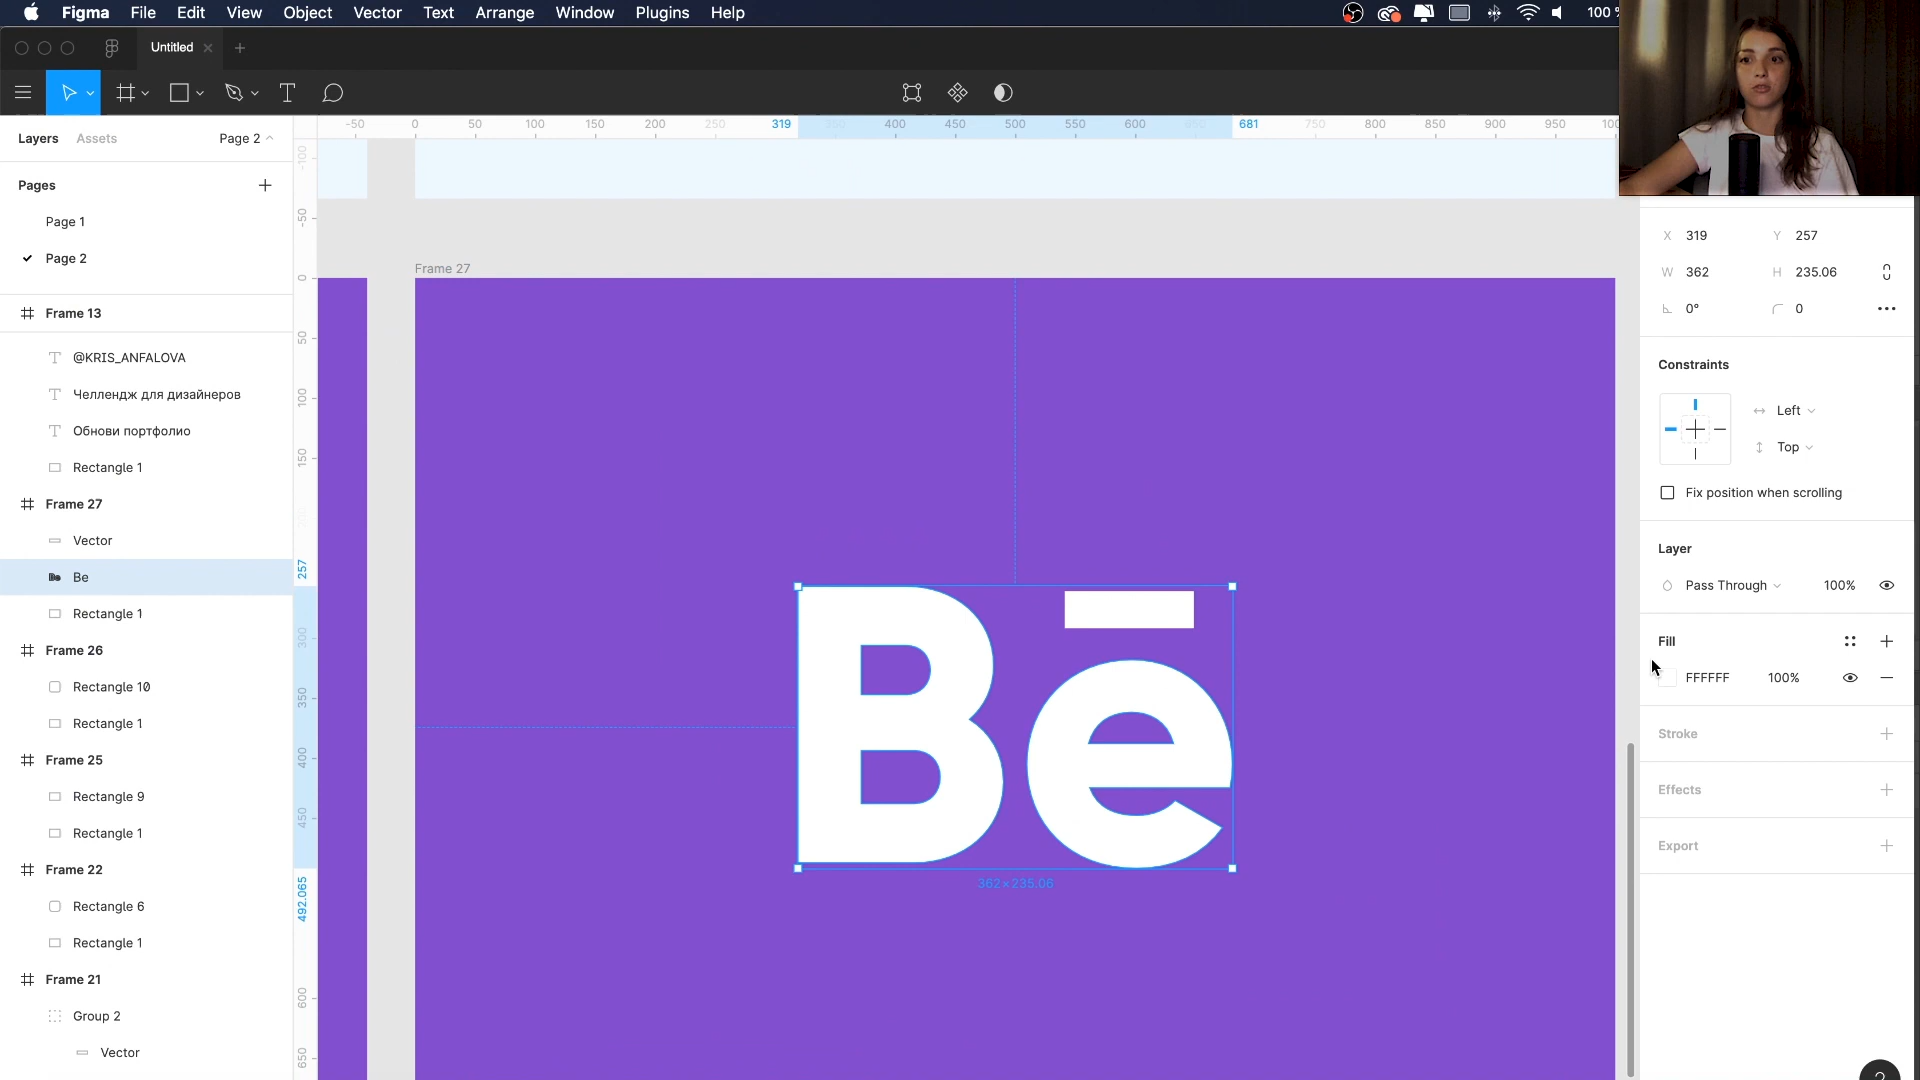 Figma File Edit View Object Vector Text Arrange Window Plugins Help 100
Untitled
Layers Assets Page 2
Pages
Page 1
Page 2
Frame 13
@KRIS_ANFALOVA
Челлендж для дизайнеров
Обнови портфолио
Rectangle 1
Frame 27
Vector
Be
Rectangle 1
Frame 26
Rectangle 10
Rectangle 1
Frame 25
Rectangle 9
Rectangle 1
Frame 22
Rectangle 6
Rectangle 1
Frame 21
Group 2
Vector
-50 0 50 100 150 200 250 319 400 450 500 550 600 681 750 800 850 900 950
-100
-50
0
50
100
150
257
300
350
400
450
492.065
600
650
Frame 27
Be
362 × 235.06
X 319 Y 257
W 362 H 235.06
0° 0
Constraints
Left
Top
Fix position when scrolling
Layer
Pass Through 100%
Fill
FFFFFF 100%
Stroke
Effects
Export
?